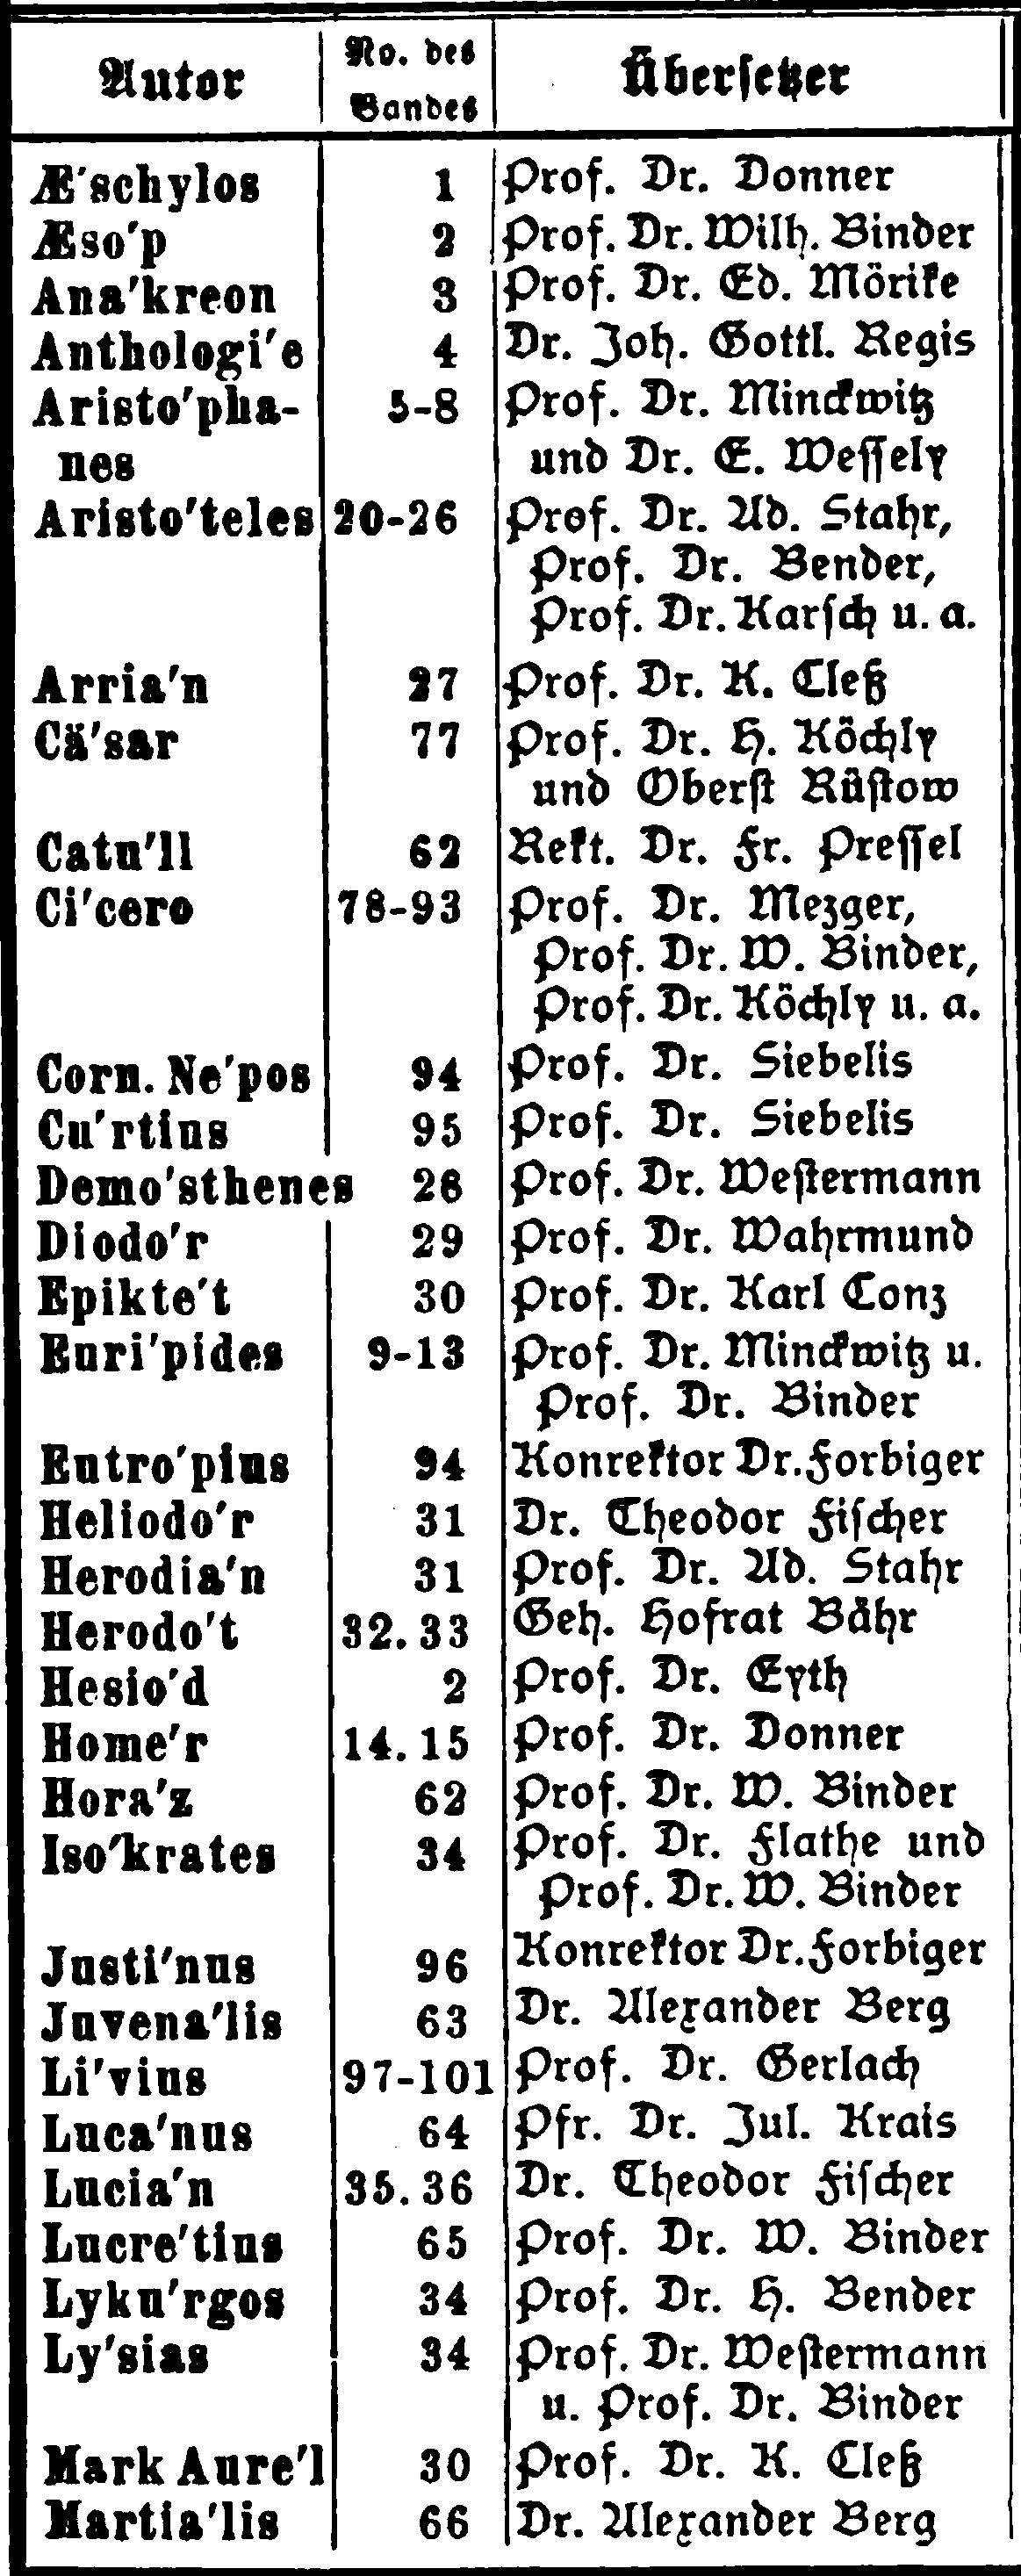 Autor No. des Bandes Übersetzer
Æ'schylos 1 Prof. Dr. Donner
Æso'p 2 Prof. Dr. Wilh. Binder
Ana'kreon 3 Prof. Dr. Ed. Mörike
Anthologi'e 4 Dr. Joh. Gottl. Regis
Aristo'pha- 5-8 Prof. Dr. Minckwitz
nes und Dr. E. Wessely
Aristo'teles 20-26 Prof. Dr. Ad. Stahr,
Prof. Dr. Bender,
Prof. Dr. Karsch u. a.
Arria'n 27 Prof. Dr. K. Cleß
Cä'sar 77 Prof. Dr. H. Köchly
und Oberst Rüstow
Catu'll 62 Rekt. Dr. Fr. Pressel
Ci'cero 78-93 Prof. Dr. Mezger,
Prof. Dr. W. Binder,
Prof. Dr. Köchly u. a.
Corn. Ne'pos 94 Prof. Dr. Siebelis
Cu'rtius 95 Prof. Dr. Siebelis
Demo'sthenes 28 Prof. Dr. Westermann
Diodo'r 29 Prof. Dr. Wahrmund
Epikte't 30 Prof. Dr. Karl Conz
Euri'pides 9-13 Prof. Dr. Minckwitz u.
Prof. Dr. Binder
Eutro'pius 94 Konrektor Dr. Forbiger
Heliodo'r 31 Dr. Theodor Fischer
Herodia'n 31 Prof. Dr. Ad. Stahr
Herodo't 32. 33 Geh. Hofrat Bähr
Hesio'd 2 Prof. Dr. Eyth
Home'r 14. 15 Prof. Dr. Donner
Hora'z 62 Prof. Dr. W. Binder
Iso'krates 34 Prof. Dr. Flathe und
Prof. Dr. W. Binder
Justi'nus 96 Konrektor Dr. Forbiger
Juvena'lis 63 Dr. Alexander Berg
Li'vius 97-101 Prof. Dr. Gerlach
Luca'nus 64 Pfr. Dr. Jul. Krais
Lucia'n 35. 36 Dr. Theodor Fischer
Lucre'tius 65 Prof. Dr. W. Binder
Lyku'rgos 34 Prof. Dr. H. Bender
Ly'sias 34 Prof. Dr. Westermann
u. Prof. Dr. Binder
Mark Aure'l 30 Prof. Dr. K. Cleß
Martia'lis 66 Dr. Alexander Berg